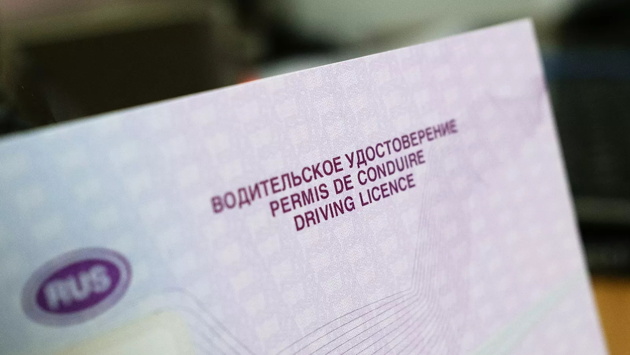 ВОДИТЕЛЬСКОЕ УДОСТОВЕРЕНИЕ
PERMIS DE CONDUIRE
DRIVING LICENCE
RUS